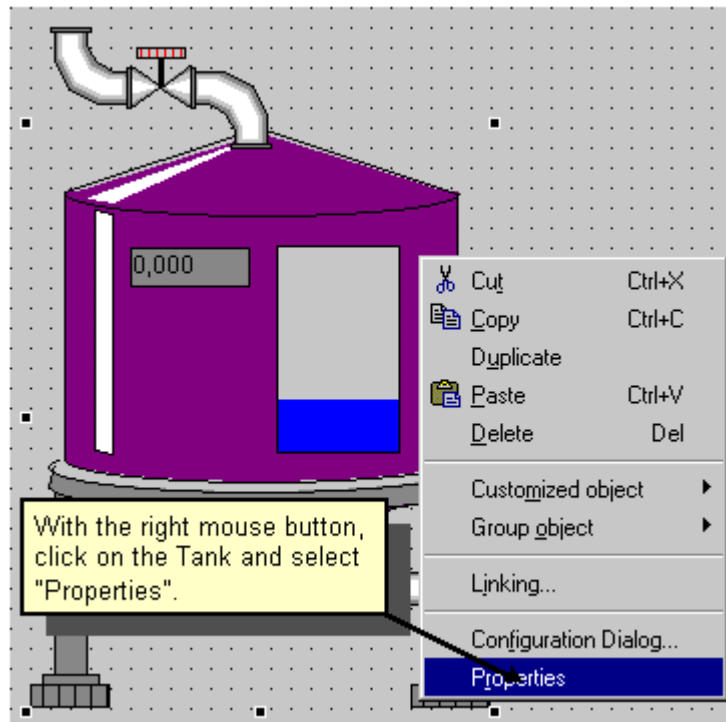 0,000
Cut Ctrl+X
Copy Ctrl+C
Duplicate
Paste Ctrl+V
Delete Del
Customized object
Group object
Linking...
Configuration Dialog...
Properties
With the right mouse button,
click on the Tank and select
"Properties".